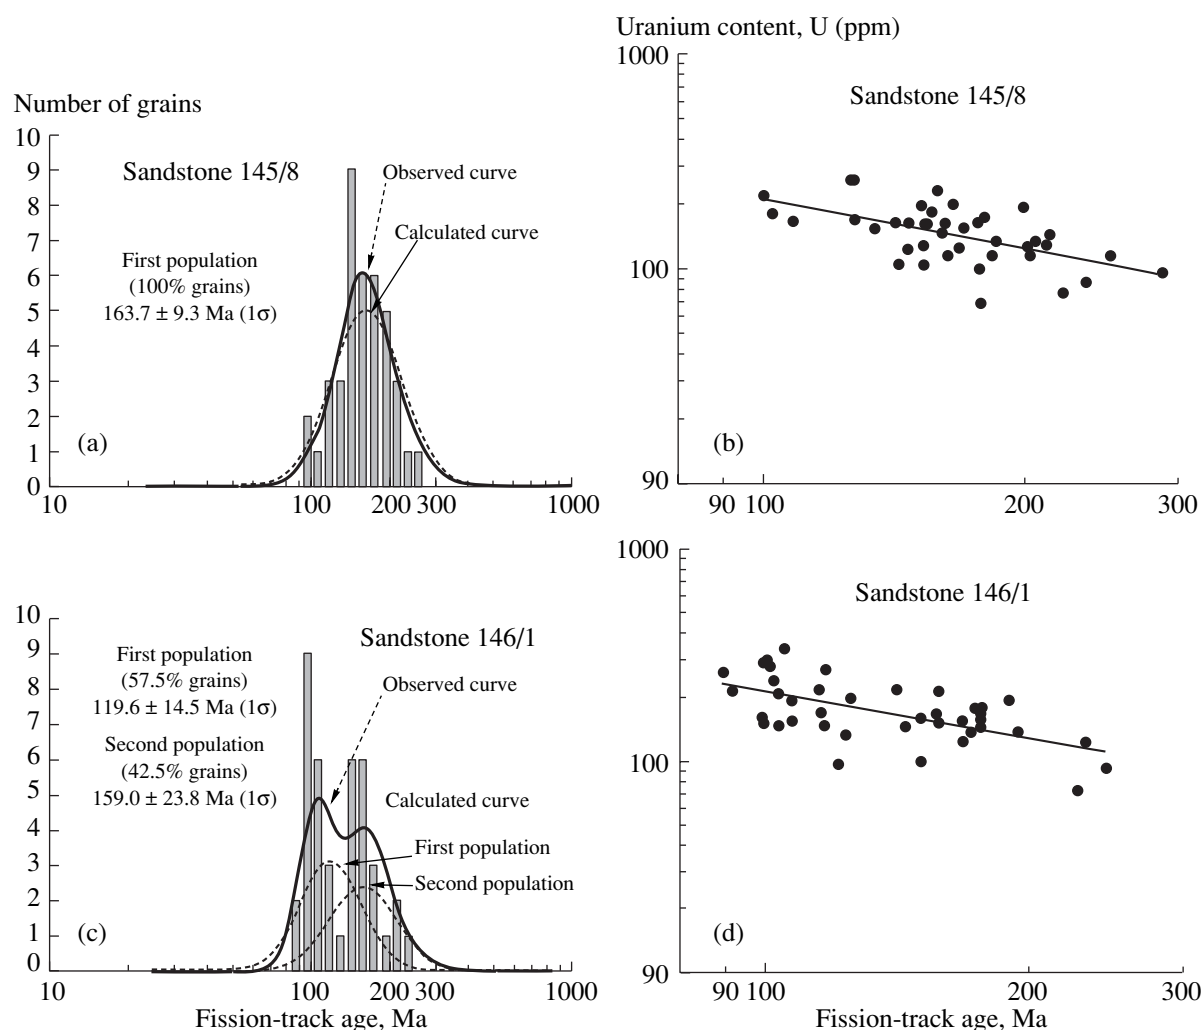 Number of grains
10
9
8
7
6
5
4
3
2
1
0
Sandstone 145/8
Observed curve
Calculated curve
First population
(100% grains)
163.7 ± 9.3 Ma (1σ)
(a)
10 100 200 300 1000
Uranium content, U (ppm)
1000
Sandstone 145/8
100
(b)
90
90 100 200 300
10
9
8
7
6
5
4
3
2
1
0
Sandstone 146/1
First population
(57.5% grains)
119.6 ± 14.5 Ma (1σ)
Observed curve
Second population
(42.5% grains)
159.0 ± 23.8 Ma (1σ)
Calculated curve
First population
Second population
(c)
10 100 200 300 1000
Fission-track age, Ma
1000
Sandstone 146/1
100
(d)
90
90 100 200 300
Fission-track age, Ma